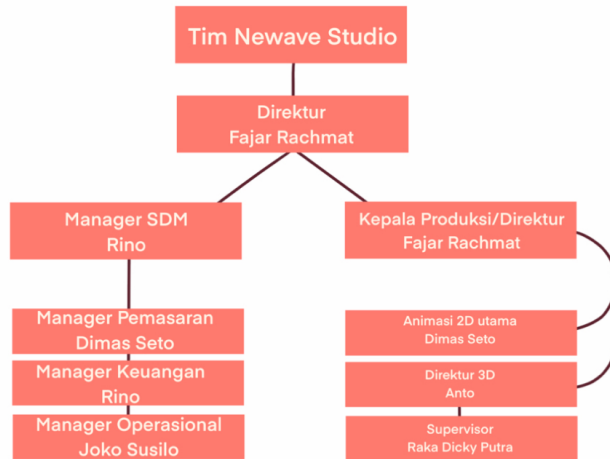 Tim Newave Studio
Direktur
Fajar Rachmat
Manager SDM
Rino
Kepala Produksi/Direktur
Fajar Rachmat
Manager Pemasaran
Dimas Seto
Manager Keuangan
Rino
Manager Operasional
Joko Susilo
Animasi 2D utama
Dimas Seto
Direktur 3D
Anto
Supervisor
Raka Dicky Putra